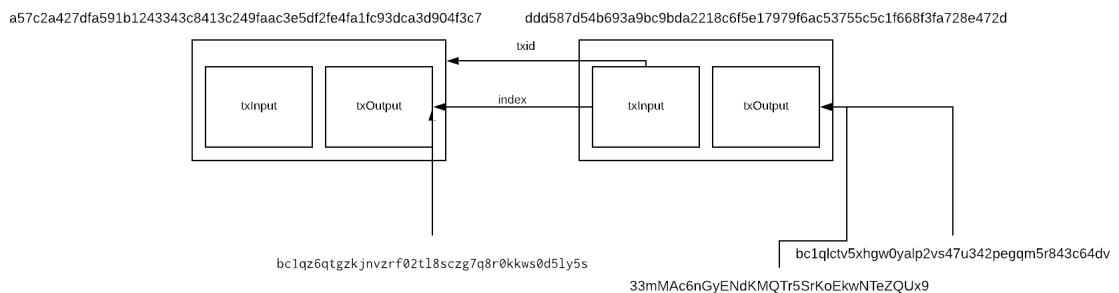 a57c2a427dfa591b1243343c8413c249faac3e5df2fe4fa1fc93dca3d904f3c7
ddd587d54b693a9bc9bda2218c6f5e17979f6ac53755c5c1f668f3fa728e472d
txid
txInput
txOutput
index
txInput
txOutput
bc1qlctv5xhgw0yalp2vs47u342pegqm5r843c64dv
bc1qz6qtgzkjnvzrf02tl8sczg7q8r0kkws0d5ly5s
33mMAc6nGyENdKMQTr5SrKoEkwNTeZQUx9